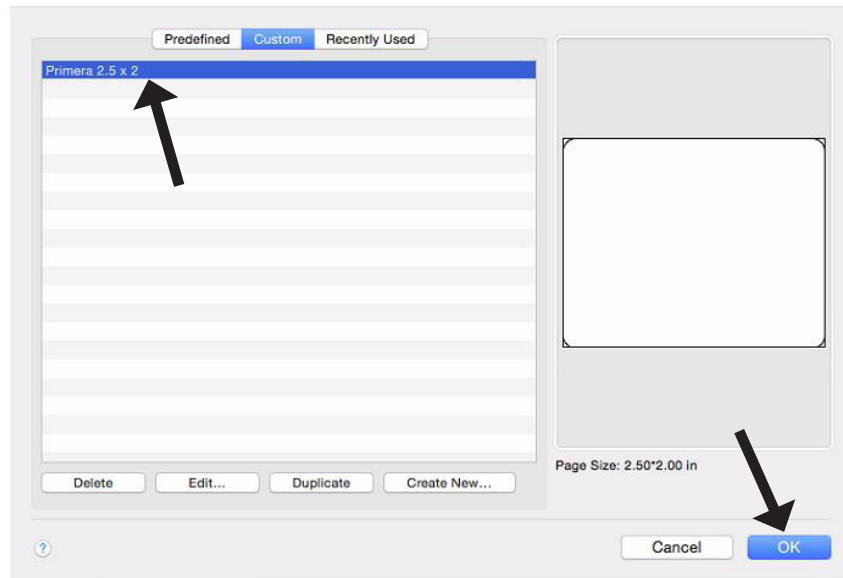 Predefined Custom Recently Used
Primera 2.5 x 2
Page Size: 2.50*2.00 in
Delete Edit... Duplicate Create New...
? Cancel OK